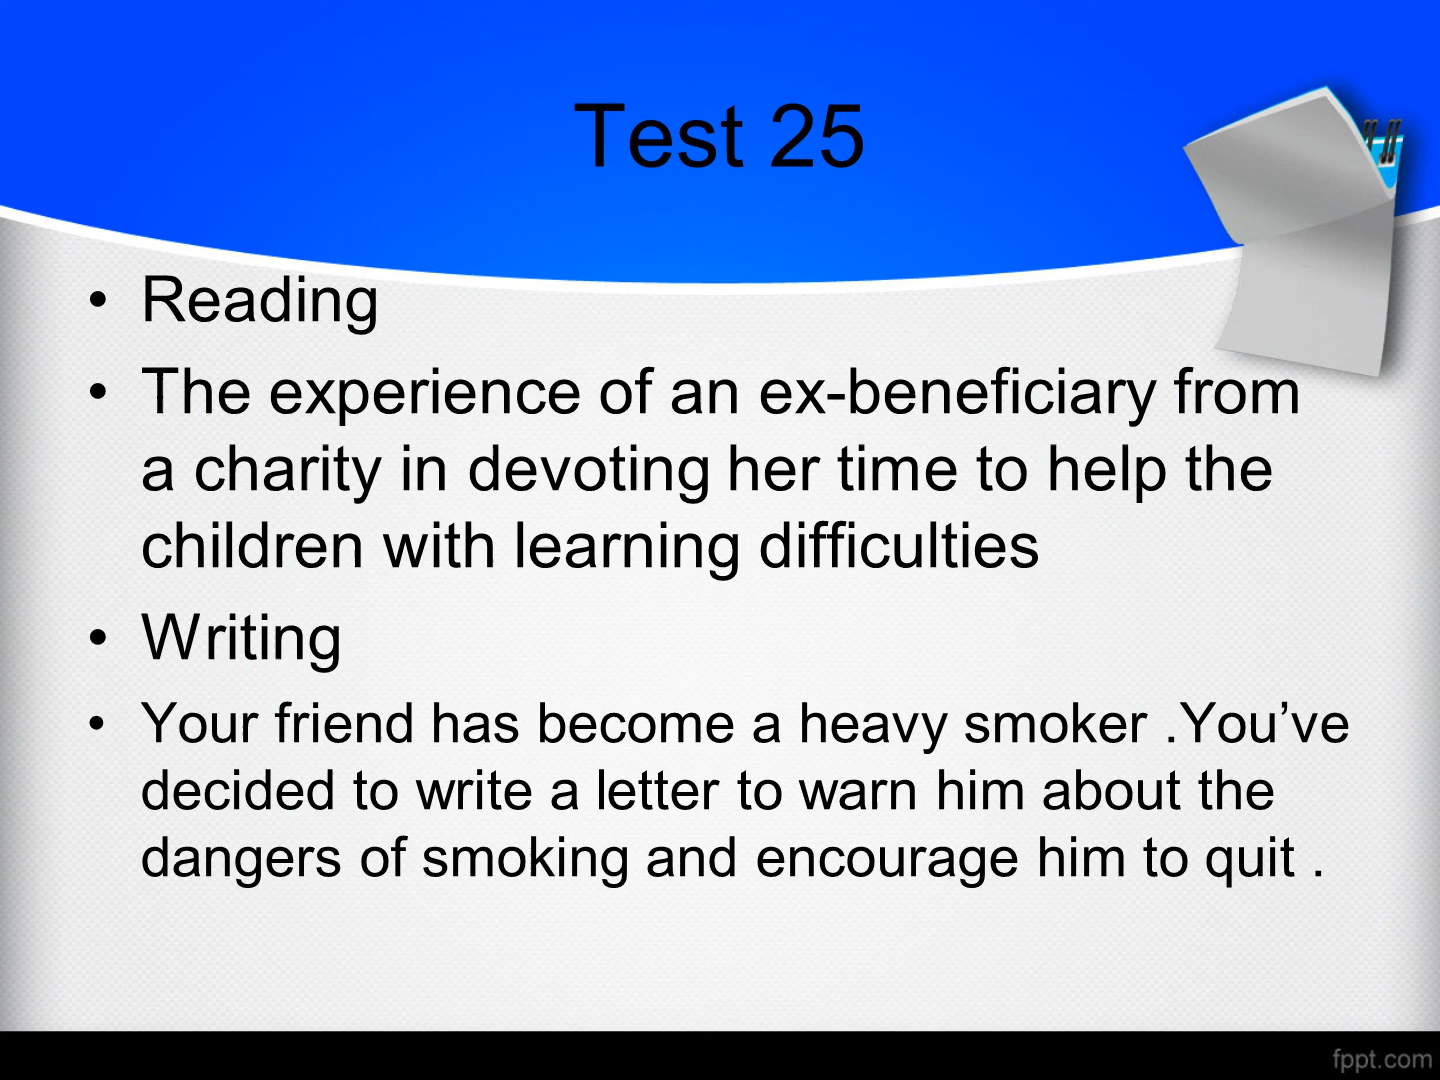 Test 25
• Reading
• The experience of an ex-beneficiary from
a charity in devoting her time to help the
children with learning difficulties
• Writing
• Your friend has become a heavy smoker .You’ve
decided to write a letter to warn him about the
dangers of smoking and encourage him to quit .
fppt.com